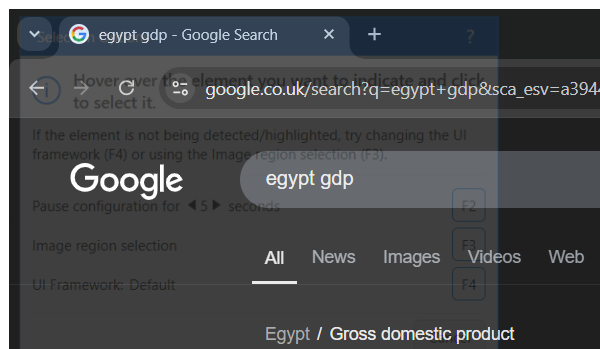 Selection
egypt gdp - Google Search
?
Hover over the element you want to indicate and click
to select it.
google.co.uk/search?q=egypt+gdp&sca_esv=a3944
If the element is not being detected/highlighted, try changing the UI
framework (F4) or using the Image region selection (F3).
Google
egypt gdp
Pause configuration for 5 seconds
F2
Image region selection
F3
All News Images Videos Web
UI Framework: Default
F4
Egypt / Gross domestic product